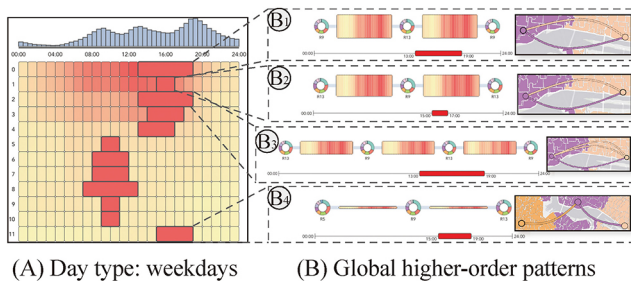 00:00 04:00 08:00 12:00 16:00 20:00 24:00
0
1
2
3
4
5
6
7
8
9
10
11
B1
R9 R13 R9
00:00 13:00 19:00 24:00
B2
R13 R9 R13
00:00 15:00 17:00 24:00
B3
R13 R9 R13 R9
00:00 13:00 19:00 24:00
B4
R5 R9 R13
00:00 15:00 19:00 24:00
(A) Day type: weekdays
(B) Global higher-order patterns